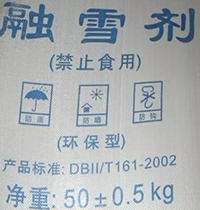 融雪剂
(禁止食用)
防潮 防晒 防钩
(环保型)
产品标准: DBII/T161-2002
净重: 50±0.5kg